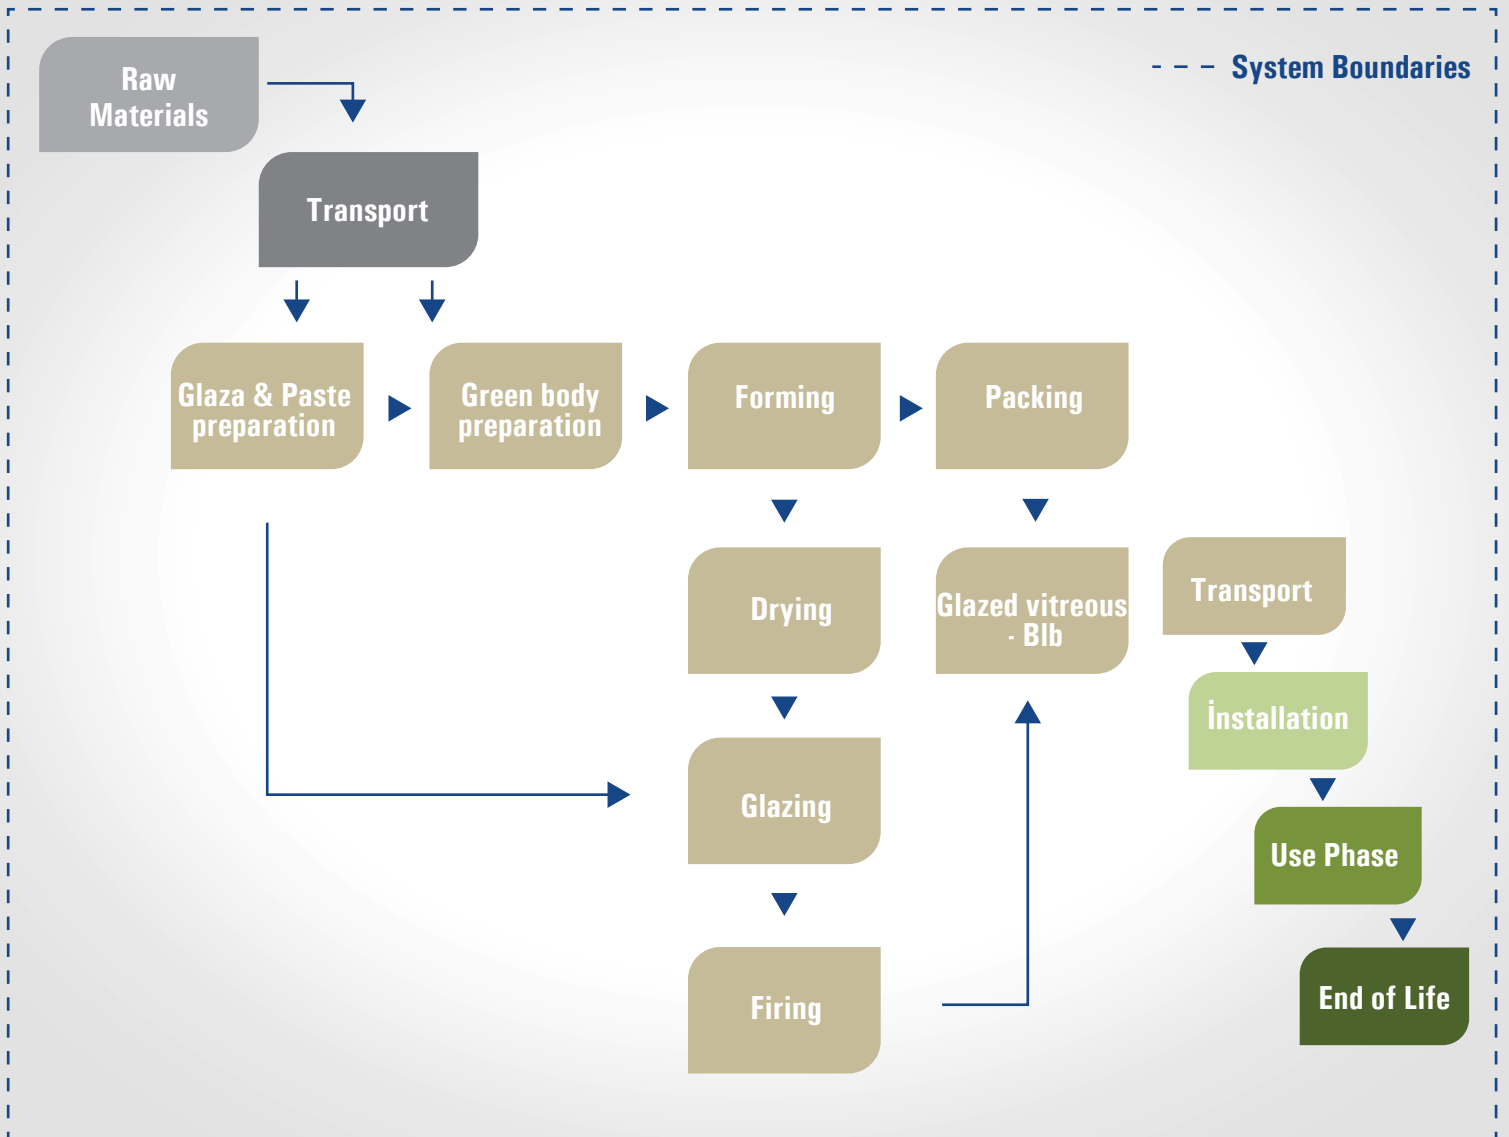 Raw
Materials
- - - System Boundaries
Transport
Glaza & Paste
preparation
Green body
preparation
Forming
Packing
Drying
Glazed vitreous
- BIb
Transport
İnstallation
Glazing
Use Phase
Firing
End of Life